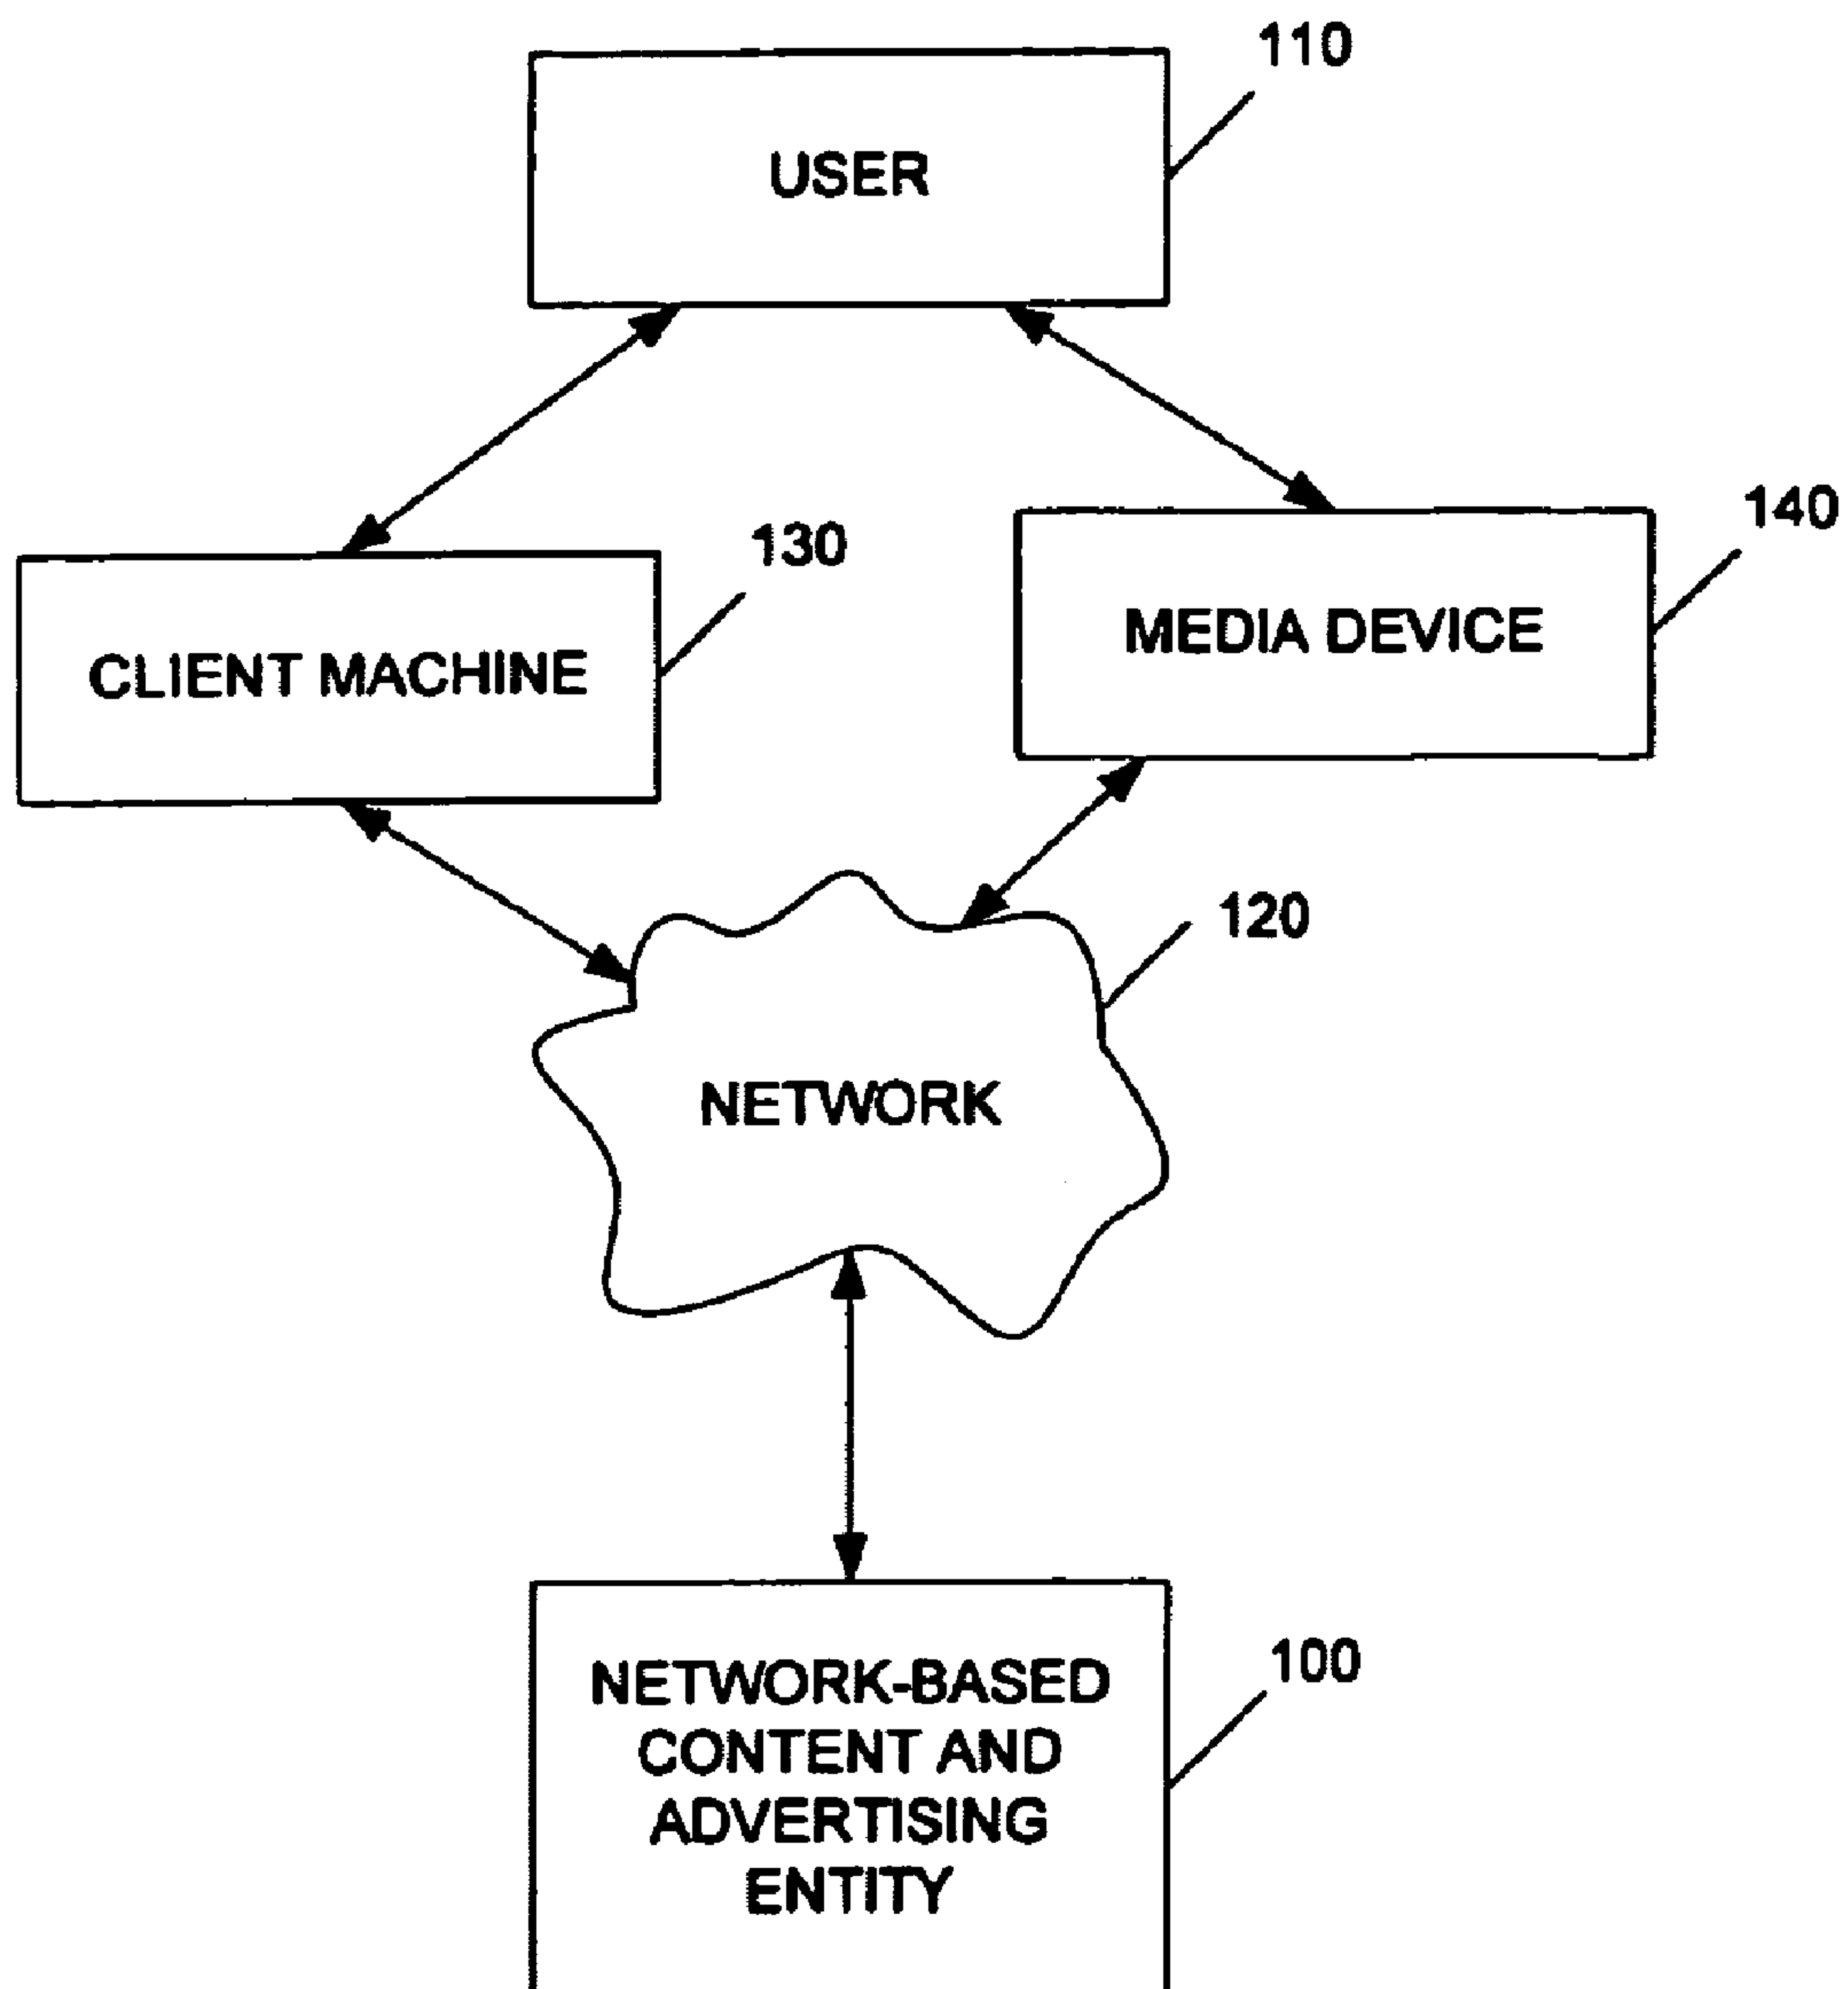 110
USER
140
130
MEDIA DEVICE
CLIENT MACHINE
120
NETWORK
100
NETWORK-BASED
CONTENT AND
ADVERTISING
ENTITY